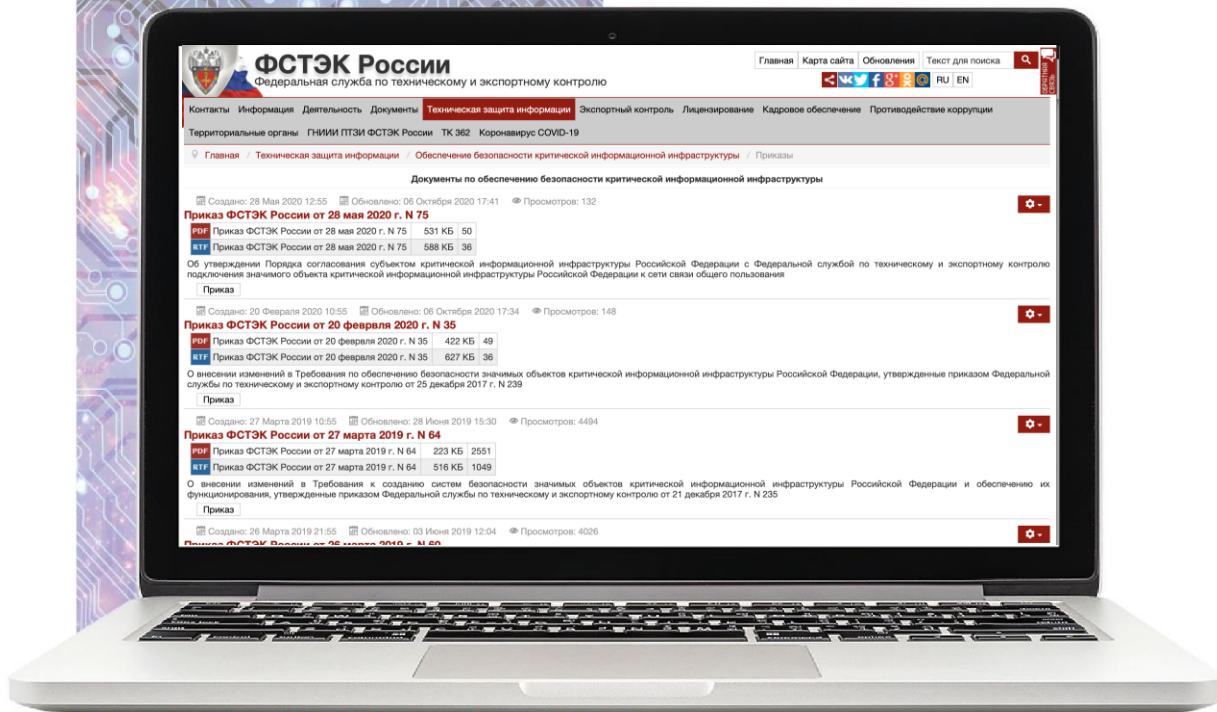 ФСТЭК России
Федеральная служба по техническому и экспортному контролю
Главная Карта сайта Обновления Текст для поиска
RU EN
ОБРАТНАЯ СВЯЗЬ
Контакты Информация Деятельность Документы Техническая защита информации Экспортный контроль Лицензирование Кадровое обеспечение Противодействие коррупции
Территориальные органы ГНИИИ ПТЗИ ФСТЭК России ТК 362 Коронавирус COVID-19
Главная / Техническая защита информации / Обеспечение безопасности критической информационной инфраструктуры / Приказы
Документы по обеспечению безопасности критической информационной инфраструктуры
Создано: 28 Мая 2020 12:55 Обновлено: 06 Октября 2020 17:41 Просмотров: 132
Приказ ФСТЭК России от 28 мая 2020 г. N 75
PDF Приказ ФСТЭК России от 28 мая 2020 г. N 75 531 КБ 50
RTF Приказ ФСТЭК России от 28 мая 2020 г. N 75 588 КБ 36
Об утверждении Порядка согласования субъектом критической информационной инфраструктуры Российской Федерации с Федеральной службой по техническому и экспортному контролю
подключения значимого объекта критической информационной инфраструктуры Российской Федерации к сети связи общего пользования
Приказ
Создано: 20 Февраля 2020 10:55 Обновлено: 06 Октября 2020 17:34 Просмотров: 148
Приказ ФСТЭК России от 20 феврвля 2020 г. N 35
PDF Приказ ФСТЭК России от 20 феврвля 2020 г. N 35 422 КБ 49
RTF Приказ ФСТЭК России от 20 феврвля 2020 г. N 35 627 КБ 36
О внесении изменений в Требования по обеспечению безопасности значимых объектов критической информационной инфраструктуры Российской Федерации, утвержденные приказом Федеральной
службы по техническому и экспортному контролю от 25 декабря 2017 г. N 239
Приказ
Создано: 27 Марта 2019 10:55 Обновлено: 28 Июня 2019 15:30 Просмотров: 4494
Приказ ФСТЭК России от 27 марта 2019 г. N 64
PDF Приказ ФСТЭК России от 27 марта 2019 г. N 64 223 КБ 2551
RTF Приказ ФСТЭК России от 27 марта 2019 г. N 64 516 КБ 1049
О внесении изменений в Требования к созданию систем безопасности значимых объектов критической информационной инфраструктуры Российской Федерации и обеспечению их
функционирования, утвержденные приказом Федеральной службы по техническому и экспортному контролю от 21 декабря 2017 г. N 235
Приказ
Создано: 26 Марта 2019 21:55 Обновлено: 03 Июня 2019 12:04 Просмотров: 4026
Приказ ФСТЭК России от 26 марта 2019 г. N 60